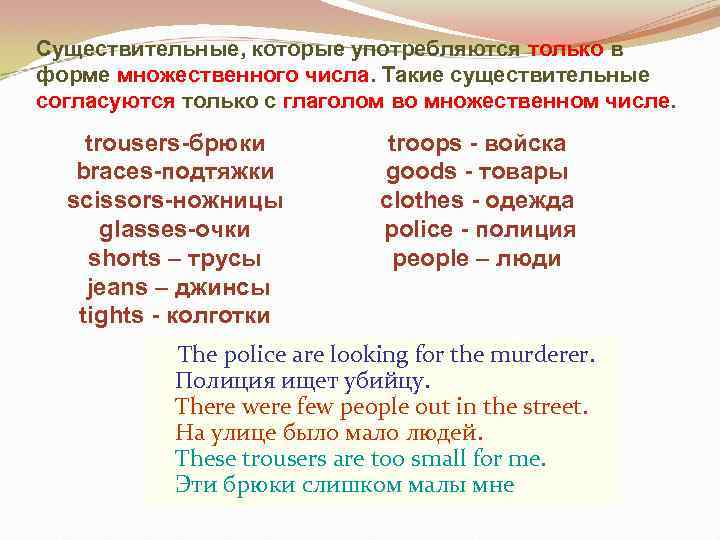 Существительные, которые употребляются только в
форме множественного числа. Такие существительные
согласуются только с глаголом во множественном числе.
trousers-брюки
braces-подтяжки
scissors-ножницы
glasses-очки
shorts – трусы
jeans – джинсы
tights - колготки
troops - войска
goods - товары
clothes - одежда
police - полиция
people – люди
The police are looking for the murderer.
Полиция ищет убийцу.
There were few people out in the street.
На улице было мало людей.
These trousers are too small for me.
Эти брюки слишком малы мне